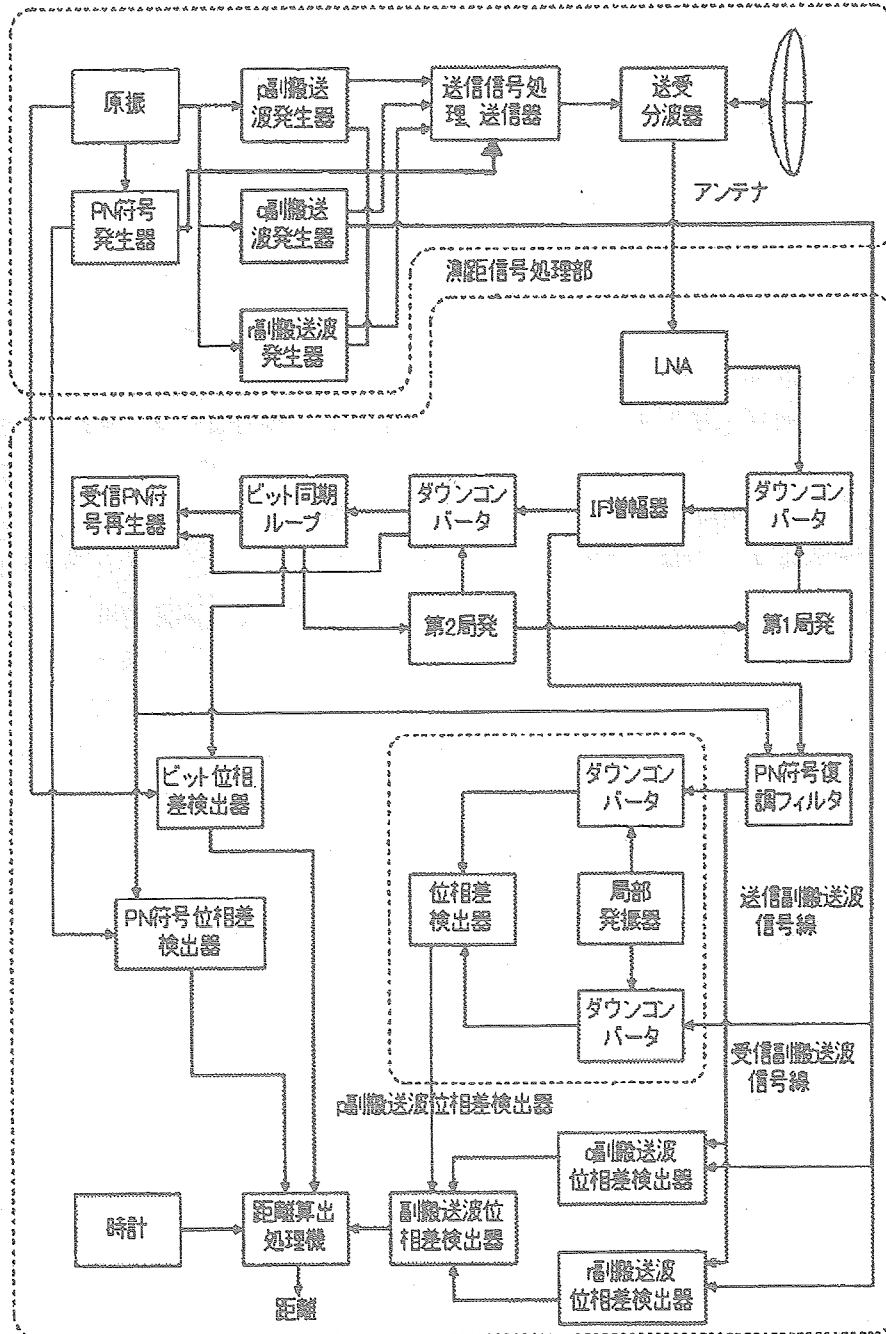 原振
p副搬送
波発生器
送信信号処
理、送信器
送受
分波器
アンテナ
PN符号
発生器
q副搬送
波発生器
測距信号処理部
r副搬送波
発生器
LNA
受信PN符
号再生器
ビット同期
ループ
ダウンコン
バータ
IF増幅器
ダウンコン
バータ
第2局発
第1局発
ビット位相
差検出器
ダウンコン
バータ
PN符号復
調フィルタ
位相差
検出器
局部
発振器
送信副搬送波
信号線
PN符号位相差
検出器
ダウンコン
バータ
受信副搬送波
信号線
p副搬送波位相差検出器
q副搬送波
位相差検出器
時計
距離算出
処理機
副搬送波位
相差検出器
r副搬送波
位相差検出器
距離